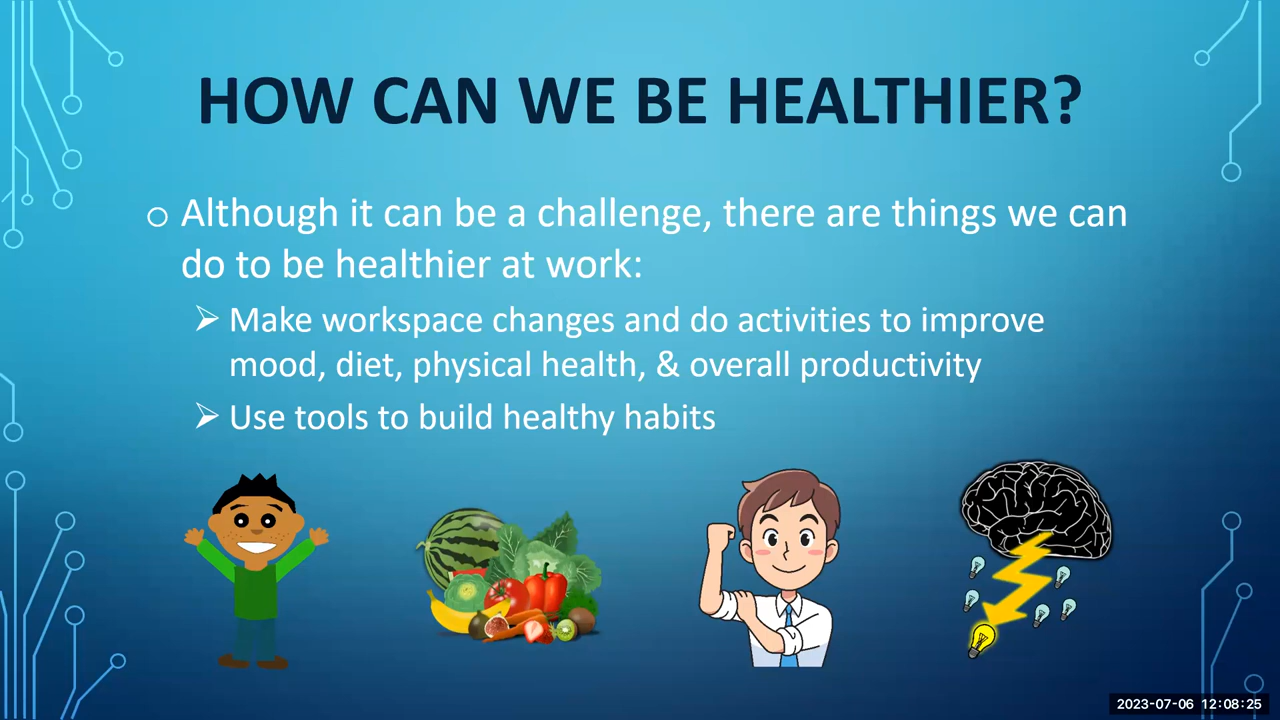 HOW CAN WE BE HEALTHIER?
Although it can be a challenge, there are things we can
do to be healthier at work:
Make workspace changes and do activities to improve
mood, diet, physical health, & overall productivity
Use tools to build healthy habits
2023-07-06 12:08:25